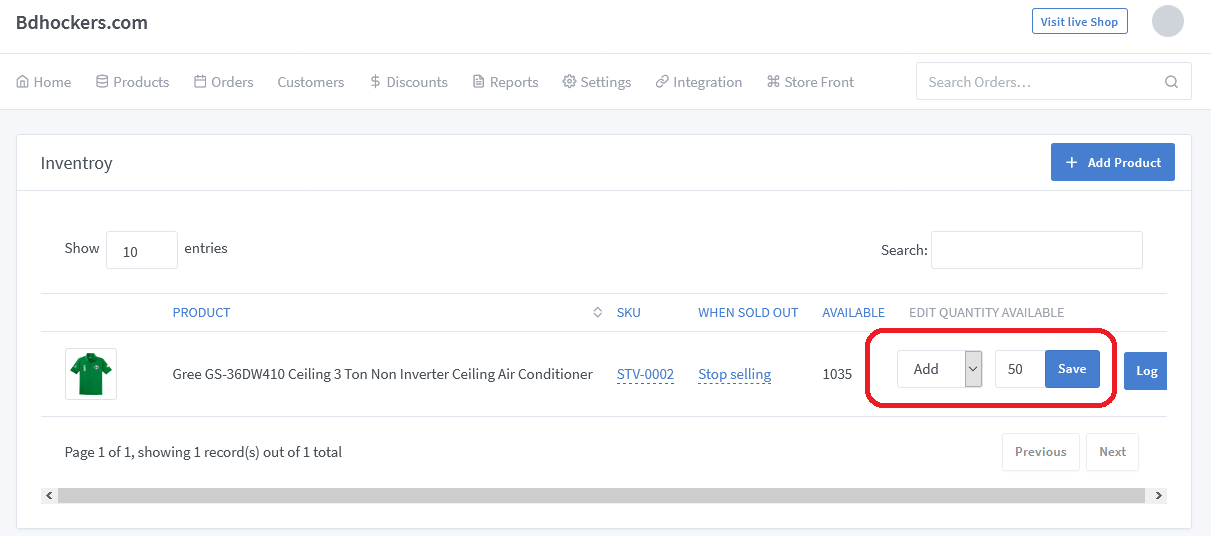 Bdhockers.com
Visit live Shop
Home Products Orders Customers Discounts Reports Settings Integration Store Front
Search Orders...
Inventroy
+ Add Product
Show 10 entries
Search:
PRODUCT SKU WHEN SOLD OUT AVAILABLE EDIT QUANTITY AVAILABLE
Gree GS-36DW410 Ceiling 3 Ton Non Inverter Ceiling Air Conditioner STV-0002 Stop selling 1035 Add 50 Save Log
Page 1 of 1, showing 1 record(s) out of 1 total
Previous Next